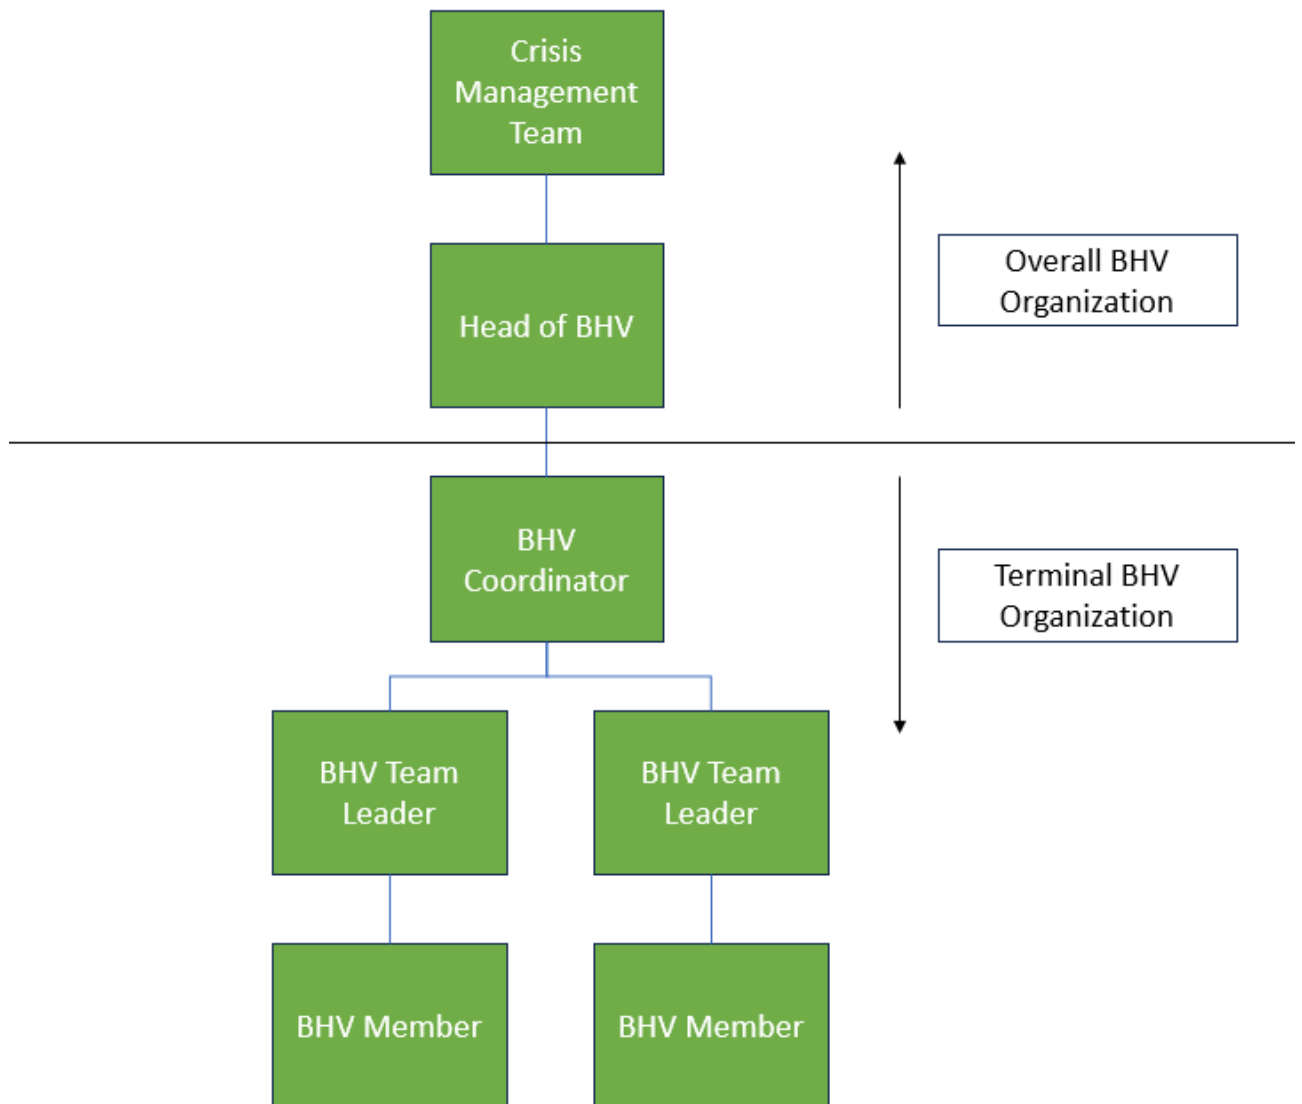 Crisis
Management
Team
Head of BHV
Overall BHV
Organization
BHV
Coordinator
Terminal BHV
Organization
BHV Team
Leader
BHV Team
Leader
BHV Member
BHV Member